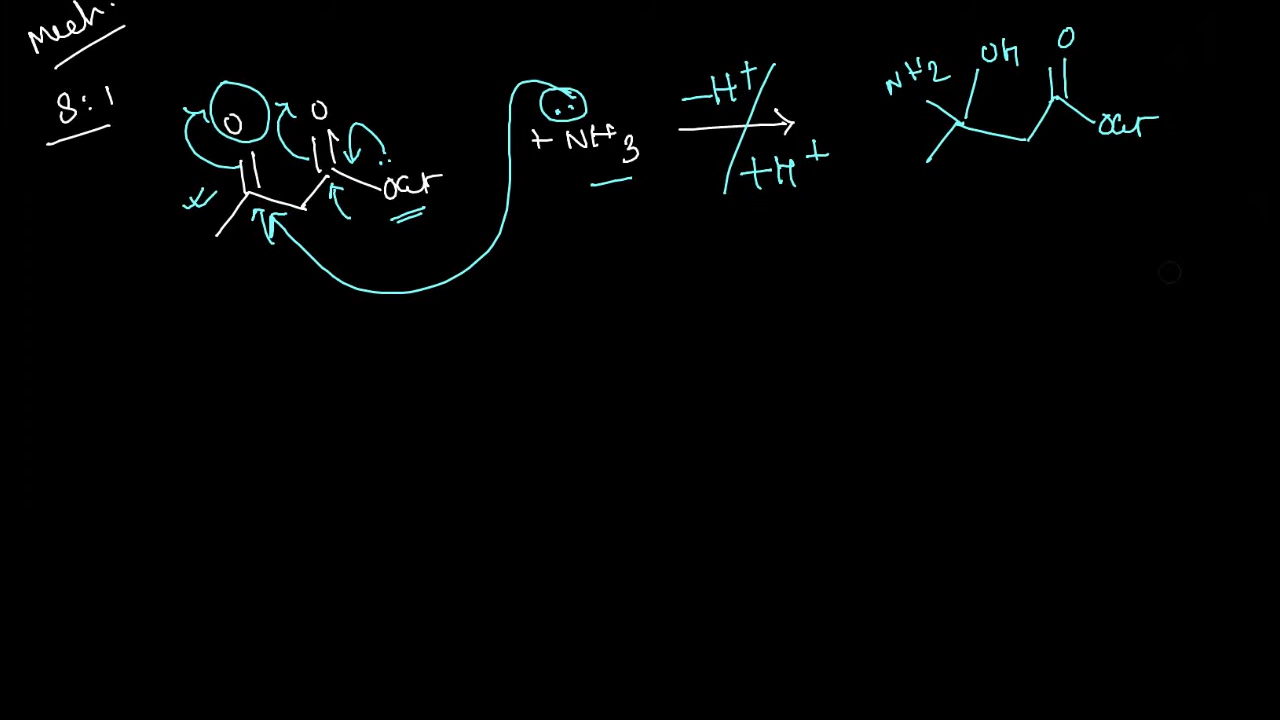 Mech.
8:1
O O OEt + NH3
-H+
+H+
NH2 OH O OEt